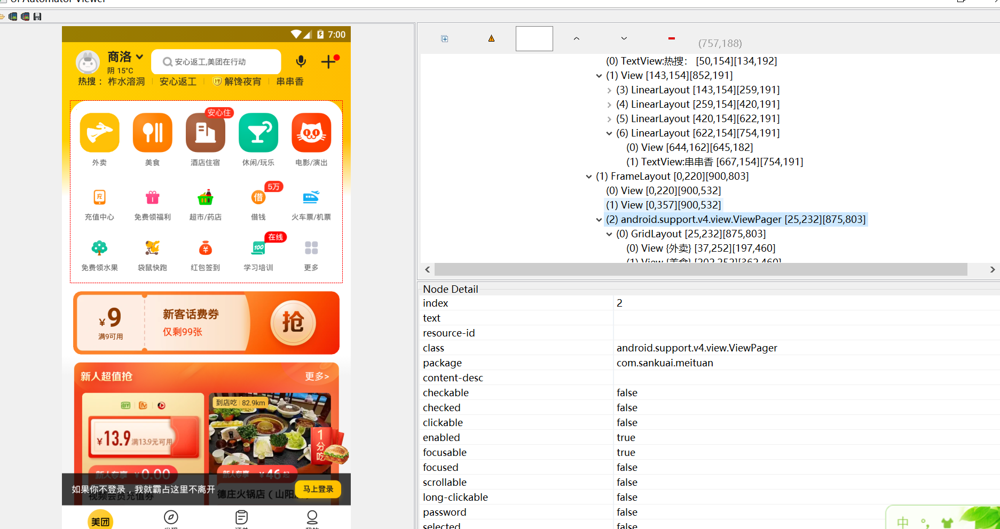 UI Automator Viewer
7:00
商洛
阴 15°C
安心返工,美团在行动
热搜： 柞水溶洞 安心返工 解馋夜宵 串串香
安心住
外卖 美食 酒店住宿 休闲/玩乐 电影/演出
充
借
5万
充值中心 免费领福利 超市/药店 借钱 火车票/机票
¥
100
在线
免费领水果 袋鼠快跑 红包签到 学习培训 更多
¥9
满9可用
新客话费券
仅剩99张
抢
新人超值抢
更多>
到店吃 82.9km
¥13.9 满13.9元可用
1分吃
新人专享 ¥0.00
新人专享 ¥46起
如果你不登录，我就霸占这里不离开
马上登录
视频会员充值券
德庄火锅店（山阳
美团
(757,188)
(0) TextView:热搜： [50,154][134,192]
(1) View [143,154][852,191]
(3) LinearLayout [143,154][259,191]
(4) LinearLayout [259,154][420,191]
(5) LinearLayout [420,154][622,191]
(6) LinearLayout [622,154][754,191]
(0) View [644,162][645,182]
(1) TextView:串串香 [667,154][754,191]
(1) FrameLayout [0,220][900,803]
(0) View [0,220][900,532]
(1) View [0,357][900,532]
(2) android.support.v4.view.ViewPager [25,232][875,803]
(0) GridLayout [25,232][875,803]
(0) View {外卖} [37,252][197,460]
(1) View {美食} [202,252][362,460]
Node Detail
index 2
text
resource-id
class android.support.v4.view.ViewPager
package com.sankuai.meituan
content-desc
checkable false
checked false
clickable false
enabled true
focusable true
focused false
scrollable false
long-clickable false
password false
selected false
中